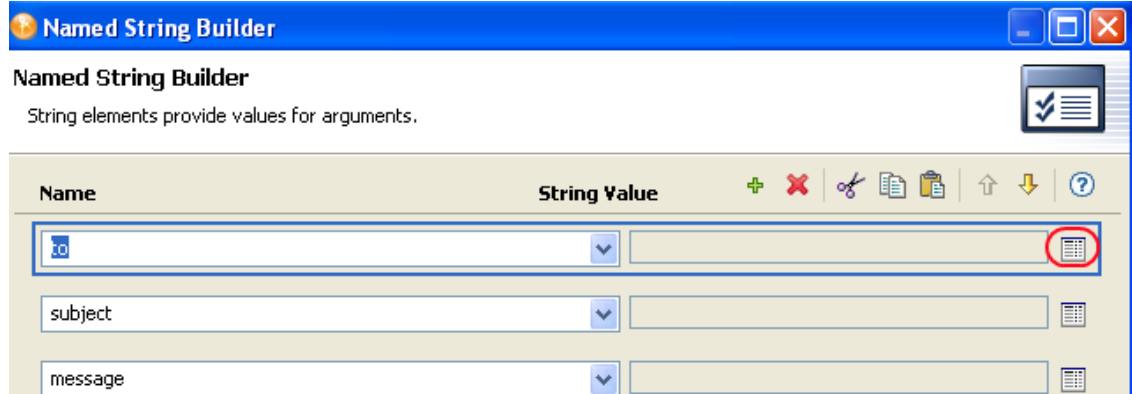 Named String Builder
Named String Builder
String elements provide values for arguments.
Name String Value
to
subject
message